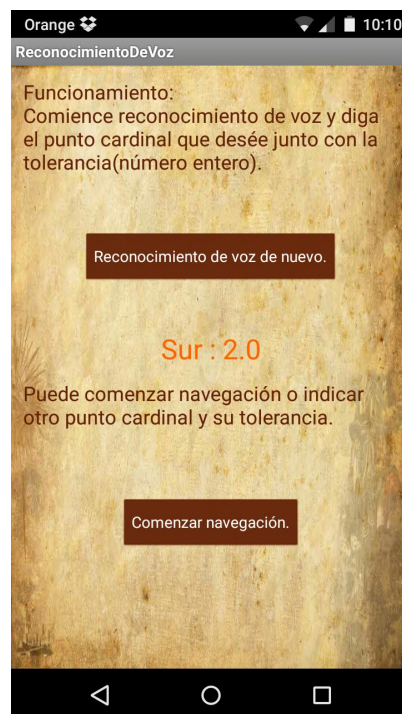 Orange 10:10
ReconocimientoDeVoz
Funcionamiento:
Comience reconocimiento de voz y diga
el punto cardinal que desée junto con la
tolerancia(número entero).
Reconocimiento de voz de nuevo.
Sur : 2.0
Puede comenzar navegación o indicar
otro punto cardinal y su tolerancia.
Comenzar navegación.